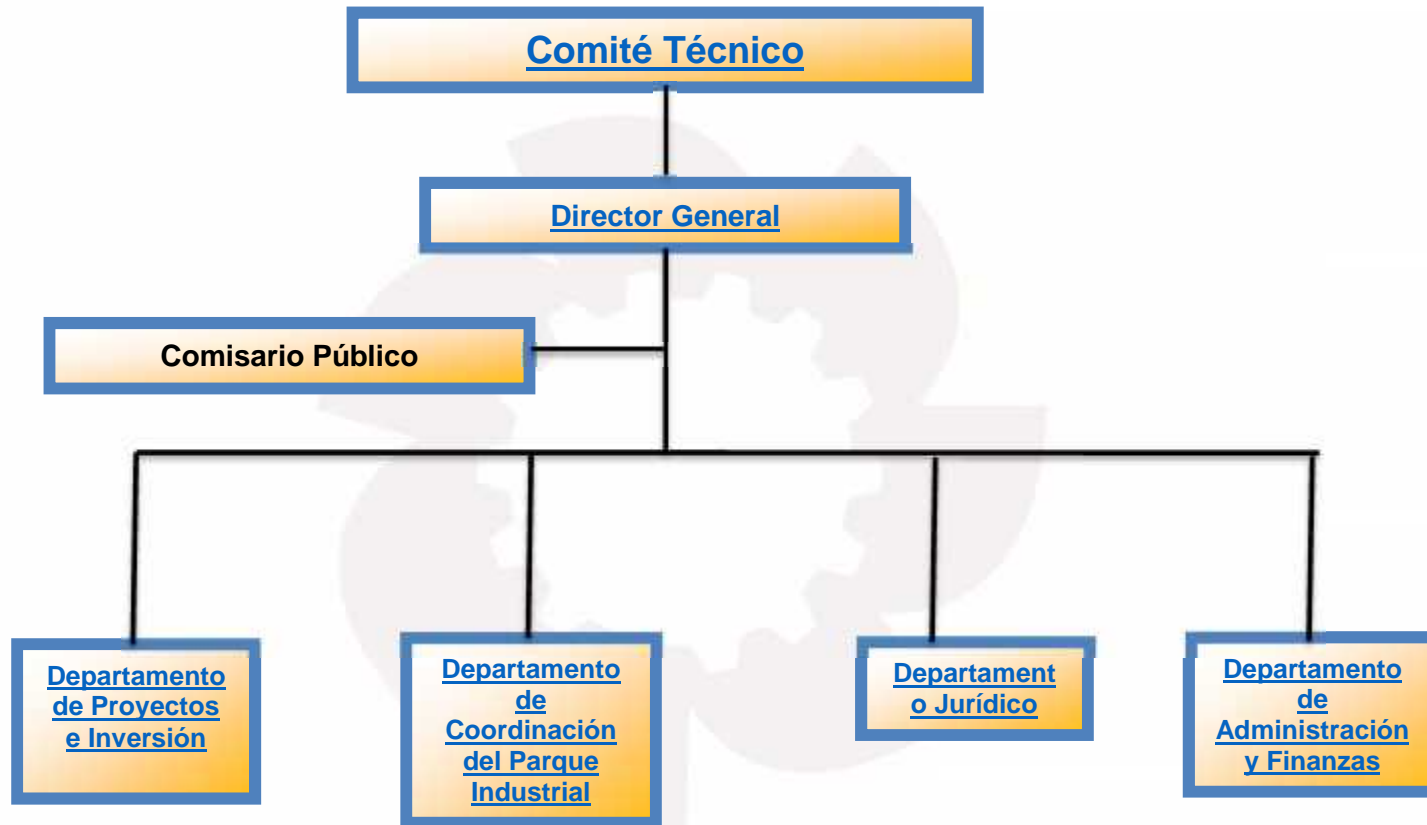 Comité Técnico
Director General
Comisario Público
Departamento
de Proyectos
e Inversión
Departamento
de
Coordinación
del Parque
Industrial
Departament
o Jurídico
Departamento
de
Administración
y Finanzas